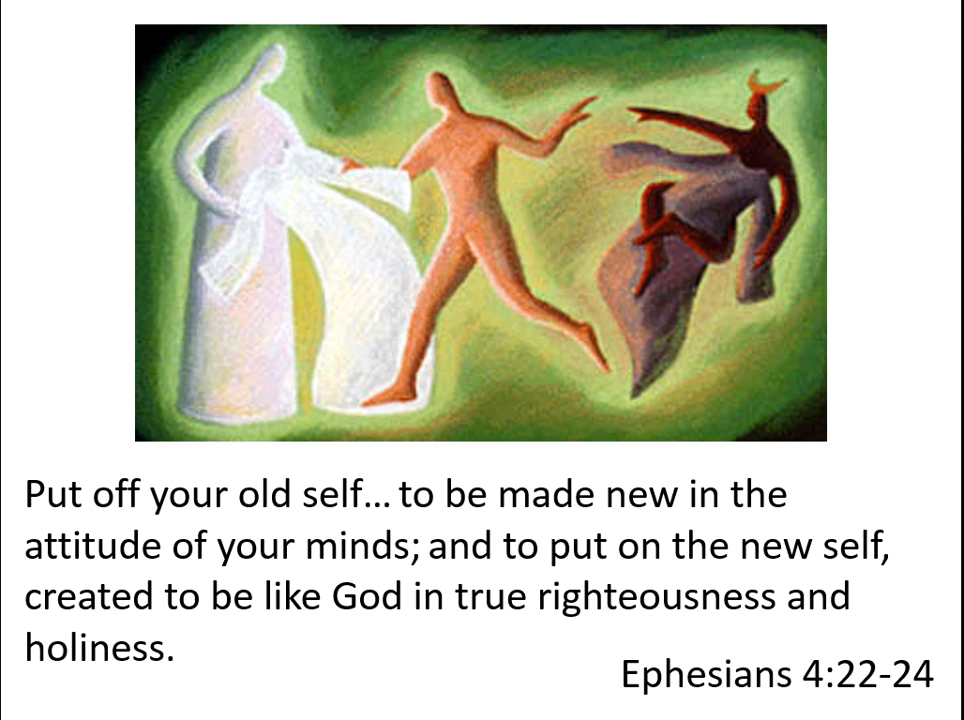 Put off your old self… to be made new in the
attitude of your minds; and to put on the new self,
created to be like God in true righteousness and
holiness.
Ephesians 4:22-24